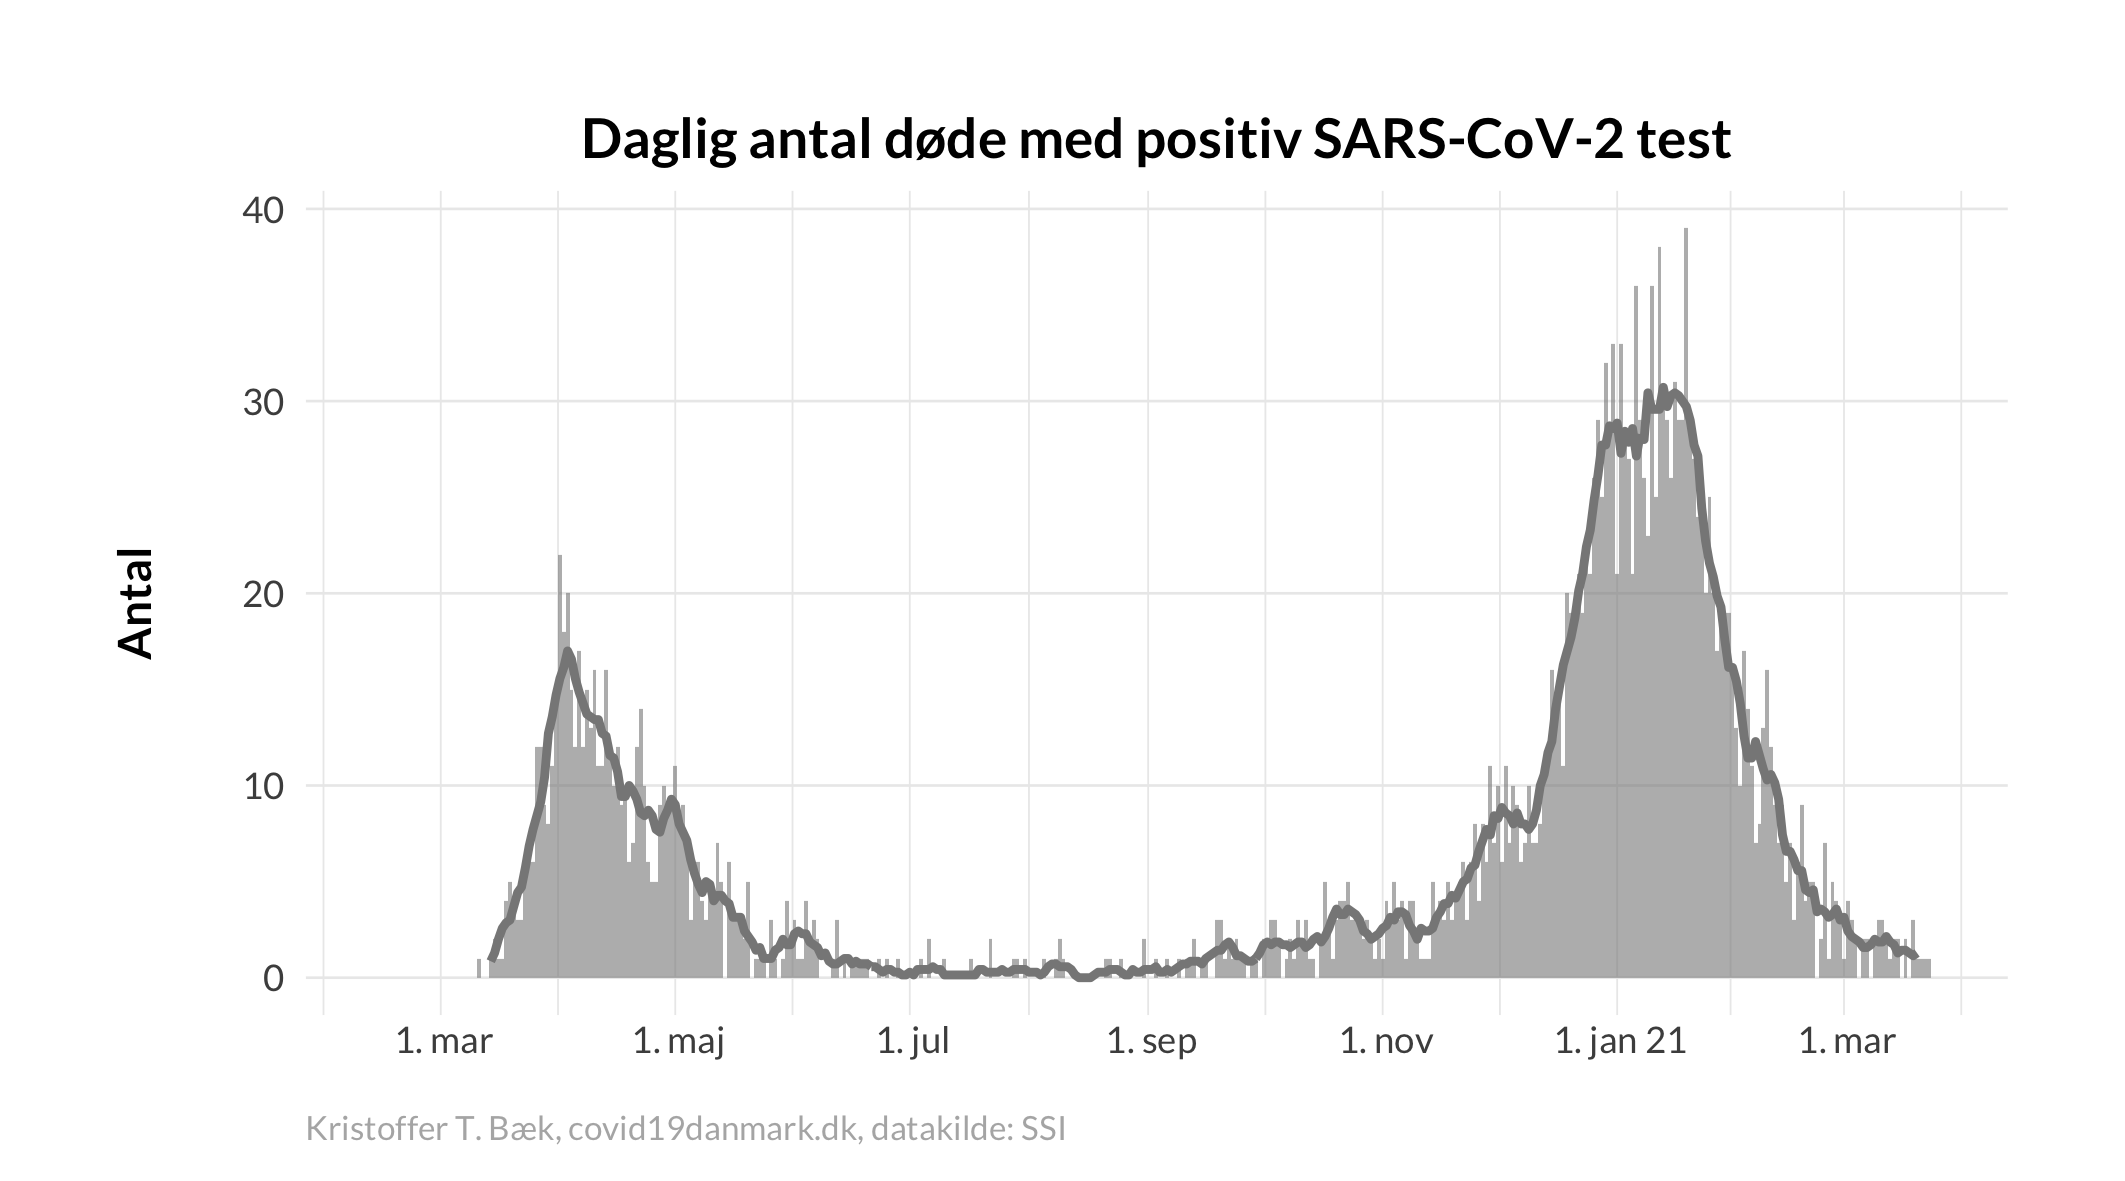 Daglig antal døde med positiv SARS-CoV-2 test
Antal
40
30
20
10
0
1. mar 1. maj 1. jul 1. sep 1. nov 1. jan 21 1. mar
Kristoffer T. Bæk, covid19danmark.dk, datakilde: SSI